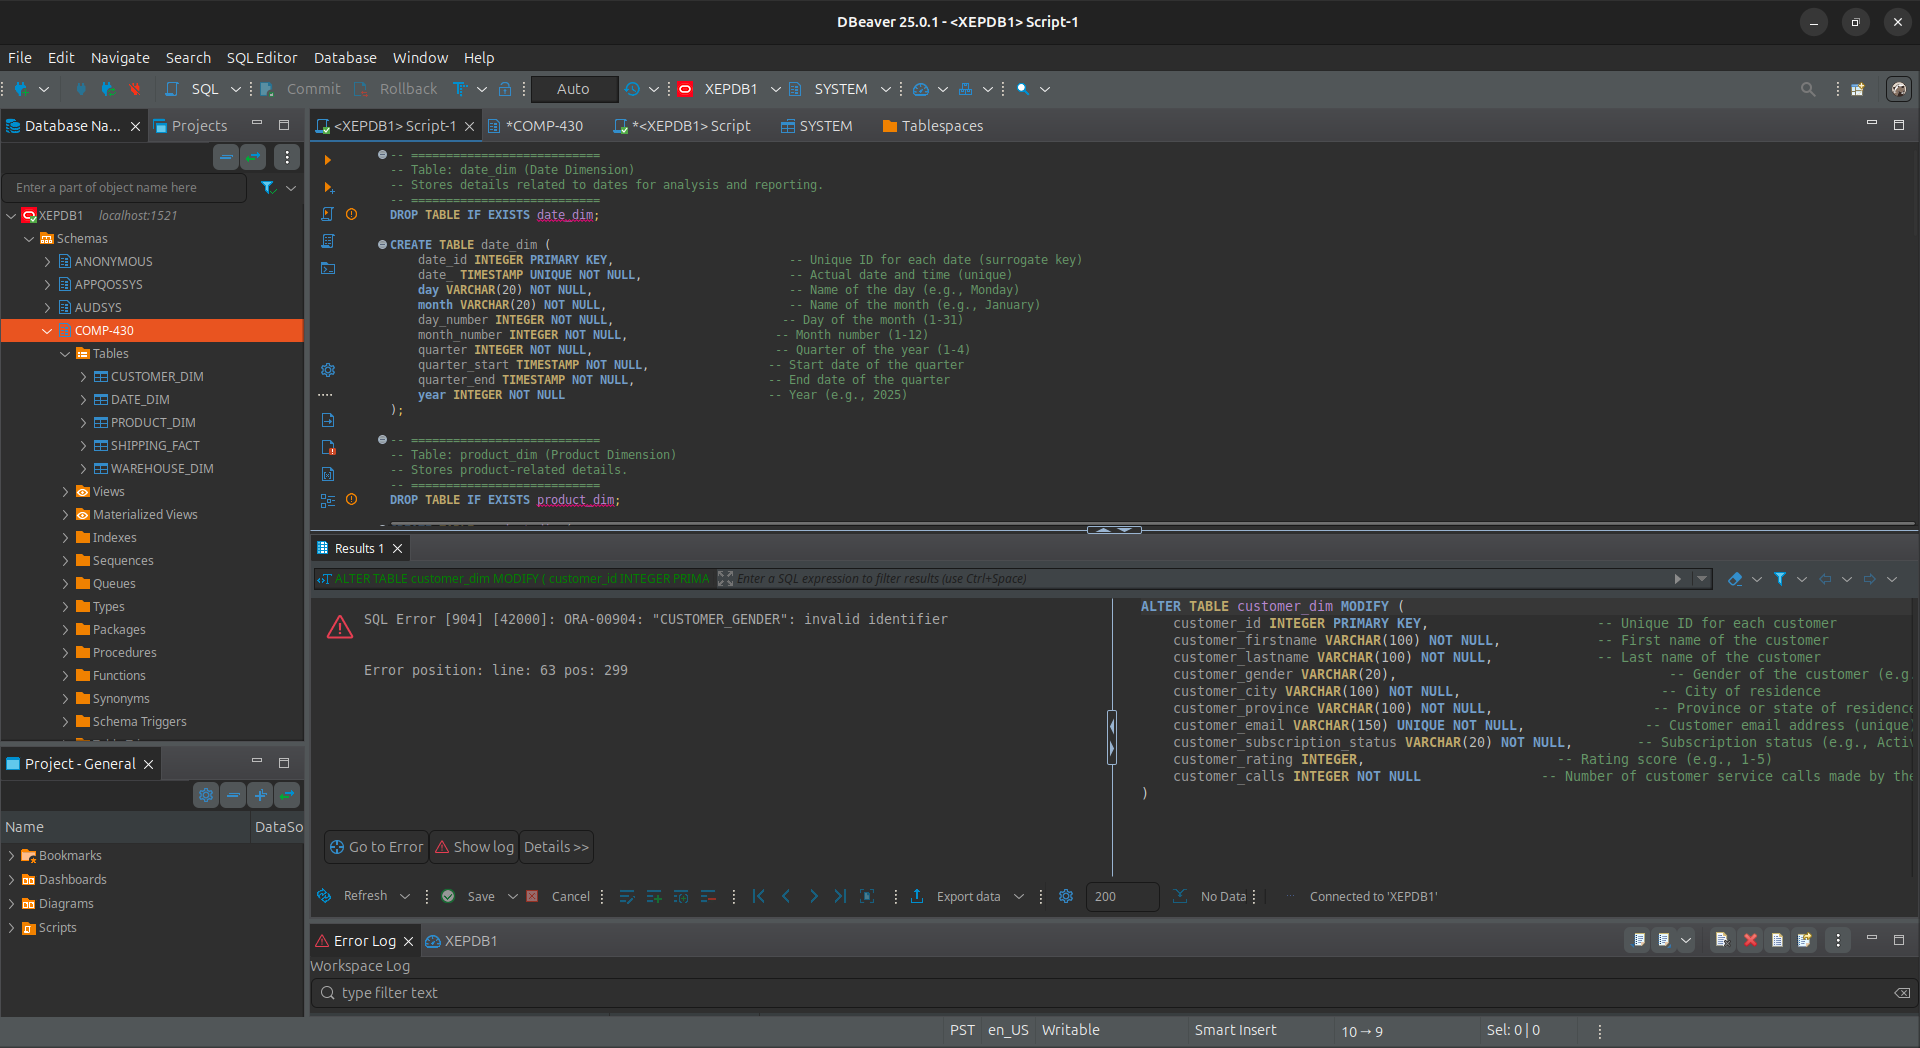 DBeaver 25.0.1 - <XEPDB1> Script-1
File Edit Navigate Search SQL Editor Database Window Help
SQL Commit Rollback Auto XEPDB1 SYSTEM
Database Na... Projects
<XEPDB1> Script-1 *COMP-430 *<XEPDB1> Script SYSTEM Tablespaces
Enter a part of object name here
XEPDB1 localhost:1521
Schemas
ANONYMOUS
APPQOSSYS
AUDSYS
COMP-430
Tables
CUSTOMER_DIM
DATE_DIM
PRODUCT_DIM
SHIPPING_FACT
WAREHOUSE_DIM
Views
Materialized Views
Indexes
Sequences
Queues
Types
Packages
Procedures
Functions
Synonyms
Schema Triggers
Project - General
Name DataSo
Bookmarks
Dashboards
Diagrams
Scripts
-- ===========================
-- Table: date_dim (Date Dimension)
-- Stores details related to dates for analysis and reporting.
-- ===========================
DROP TABLE IF EXISTS date_dim;
CREATE TABLE date_dim (
date_id INTEGER PRIMARY KEY, -- Unique ID for each date (surrogate key)
date_ TIMESTAMP UNIQUE NOT NULL, -- Actual date and time (unique)
day VARCHAR(20) NOT NULL, -- Name of the day (e.g., Monday)
month VARCHAR(20) NOT NULL, -- Name of the month (e.g., January)
day_number INTEGER NOT NULL, -- Day of the month (1-31)
month_number INTEGER NOT NULL, -- Month number (1-12)
quarter INTEGER NOT NULL, -- Quarter of the year (1-4)
quarter_start TIMESTAMP NOT NULL, -- Start date of the quarter
quarter_end TIMESTAMP NOT NULL, -- End date of the quarter
year INTEGER NOT NULL -- Year (e.g., 2025)
);
-- ===========================
-- Table: product_dim (Product Dimension)
-- Stores product-related details.
-- ===========================
DROP TABLE IF EXISTS product_dim;
Results 1
ALTER TABLE customer_dim MODIFY ( customer_id INTEGER PRIMA Enter a SQL expression to filter results (use Ctrl+Space)
SQL Error [904] [42000]: ORA-00904: "CUSTOMER_GENDER": invalid identifier
Error position: line: 63 pos: 299
Go to Error Show log Details >>
ALTER TABLE customer_dim MODIFY (
customer_id INTEGER PRIMARY KEY, -- Unique ID for each customer
customer_firstname VARCHAR(100) NOT NULL, -- First name of the customer
customer_lastname VARCHAR(100) NOT NULL, -- Last name of the customer
customer_gender VARCHAR(20), -- Gender of the customer (e.g.
customer_city VARCHAR(100) NOT NULL, -- City of residence
customer_province VARCHAR(100) NOT NULL, -- Province or state of residence
customer_email VARCHAR(150) UNIQUE NOT NULL, -- Customer email address (unique)
customer_subscription_status VARCHAR(20) NOT NULL, -- Subscription status (e.g., Activ
customer_rating INTEGER, -- Rating score (e.g., 1-5)
customer_calls INTEGER NOT NULL -- Number of customer service calls made by the
)
Refresh Save Cancel Export data 200 No Data Connected to 'XEPDB1'
Error Log XEPDB1
Workspace Log
type filter text
PST en_US Writable Smart Insert 10 → 9 Sel: 0 | 0